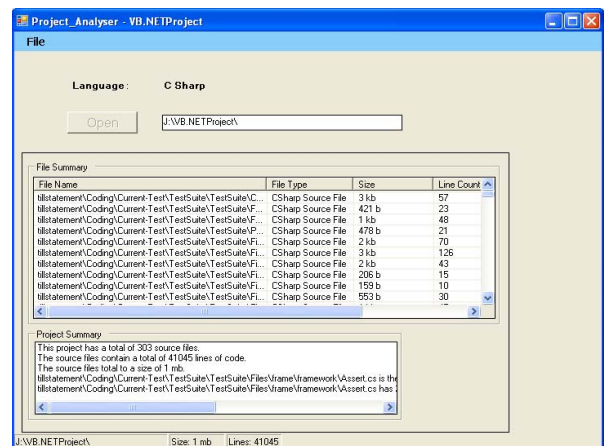 Project_Analyser - VB.NETProject
File
Language: C Sharp
Open J:\VB.NETProject\
File Summary
File Name File Type Size Line Count
tillstatement\Coding\Current-Test\TestSuite\TestSuite\C... CSharp Source File 3 kb 57
tillstatement\Coding\Current-Test\TestSuite\TestSuite\F... CSharp Source File 421 b 23
tillstatement\Coding\Current-Test\TestSuite\TestSuite\F... CSharp Source File 1 kb 48
tillstatement\Coding\Current-Test\TestSuite\TestSuite\P... CSharp Source File 478 b 21
tillstatement\Coding\Current-Test\TestSuite\TestSuite\Fi... CSharp Source File 2 kb 70
tillstatement\Coding\Current-Test\TestSuite\TestSuite\Fi... CSharp Source File 3 kb 126
tillstatement\Coding\Current-Test\TestSuite\TestSuite\Fi... CSharp Source File 2 kb 43
tillstatement\Coding\Current-Test\TestSuite\TestSuite\Fi... CSharp Source File 206 b 15
tillstatement\Coding\Current-Test\TestSuite\TestSuite\Fi... CSharp Source File 159 b 10
tillstatement\Coding\Current-Test\TestSuite\TestSuite\Fi... CSharp Source File 553 b 30
Project Summary
This project has a total of 303 source files.
The source files contain a total of 41045 lines of code.
The source files total to a size of 1 mb.
tillstatement\Coding\Current-Test\TestSuite\TestSuite\Files\frame\framework\Assert.cs is the
tillstatement\Coding\Current-Test\TestSuite\TestSuite\Files\frame\framework\Assert.cs has
J:\VB.NETProject\ Size: 1 mb Lines: 41045